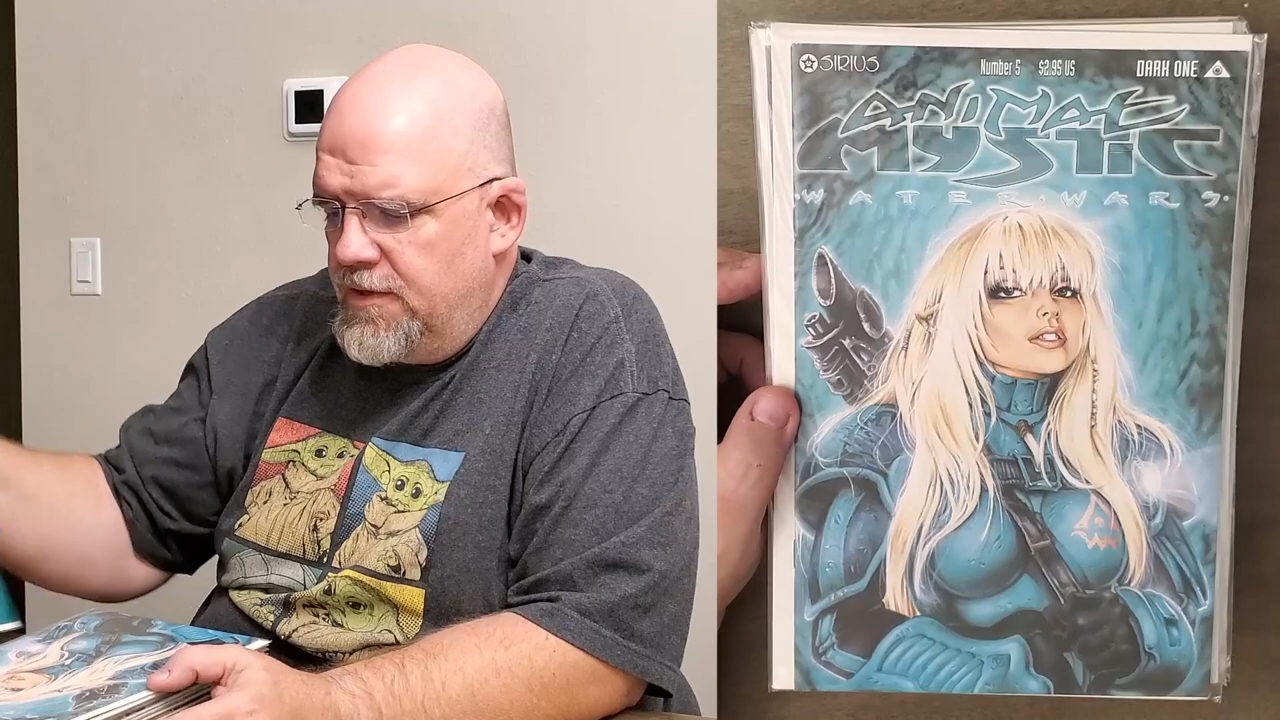 SIRIUS
Number 5 $2.95 US
DARK ONE
ANIMAL
MYSTIC
WATER·WARS·